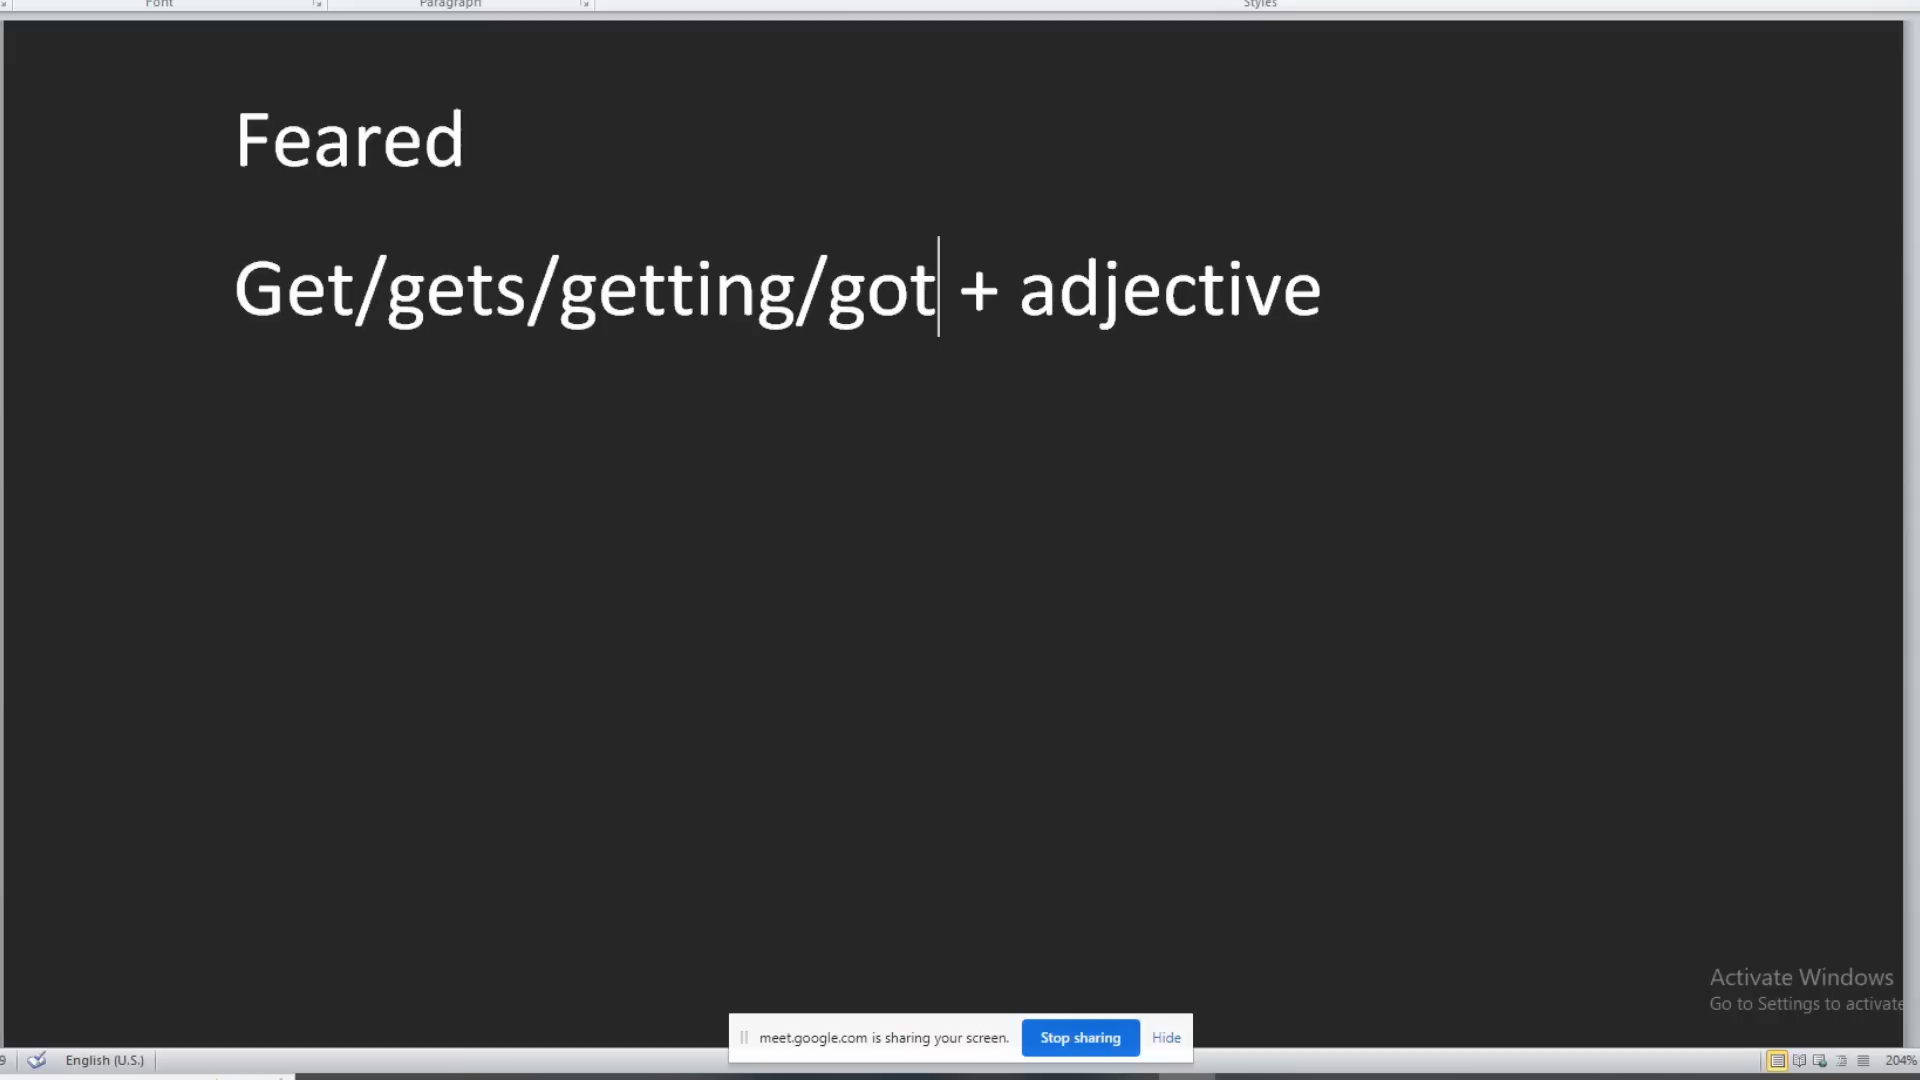 Font Paragraph Styles
Feared
Get/gets/getting/got + adjective
Activate Windows
Go to Settings to activate
meet.google.com is sharing your screen. Stop sharing Hide
9 English (U.S.) 204%